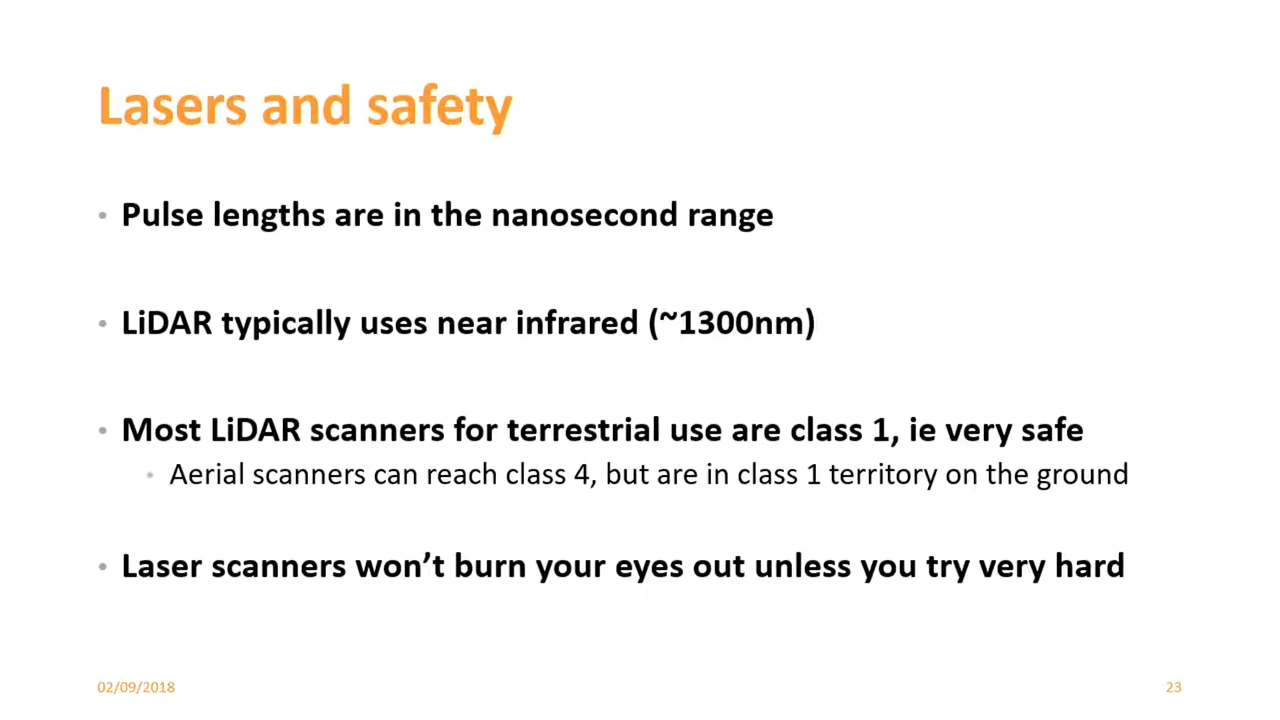 Lasers and safety
• Pulse lengths are in the nanosecond range
• LiDAR typically uses near infrared (~1300nm)
• Most LiDAR scanners for terrestrial use are class 1, ie very safe
• Aerial scanners can reach class 4, but are in class 1 territory on the ground
• Laser scanners won’t burn your eyes out unless you try very hard
02/09/2018
23